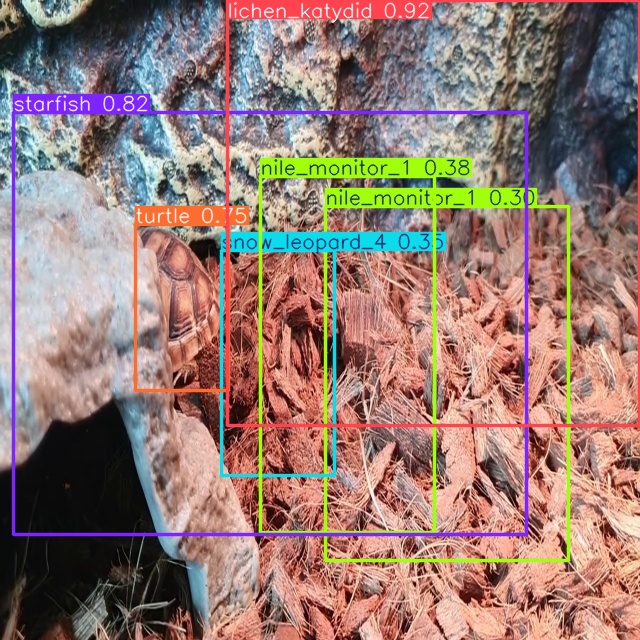 lichen_katydid 0.92
starfish 0.82
nile_monitor_1 0.38
nile_monitor_1 0.30
turtle 0.75
snow_leopard_4 0.35